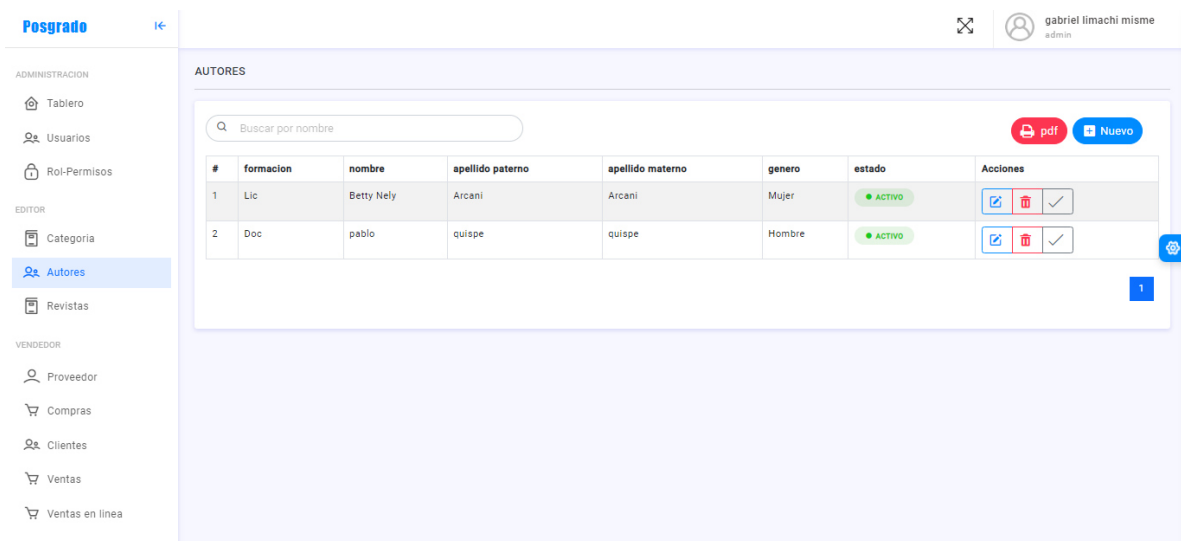 Posgrado
gabriel limachi misme
admin
ADMINISTRACION
Tablero
Usuarios
Rol-Permisos
EDITOR
Categoria
Autores
Revistas
VENDEDOR
Proveedor
Compras
Clientes
Ventas
Ventas en linea
AUTORES
Buscar por nombre
pdf
Nuevo
# formacion nombre apellido paterno apellido materno genero estado Acciones
1 Lic Betty Nely Arcani Arcani Mujer ACTIVO
2 Doc pablo quispe quispe Hombre ACTIVO
1